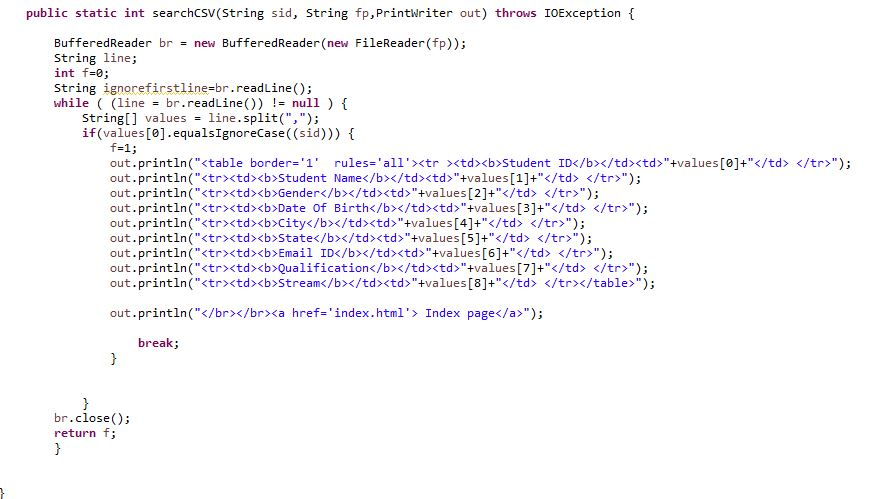 public static int searchCSV(String sid, String fp,PrintWriter out) throws IOException {
BufferedReader br = new BufferedReader(new FileReader(fp));
String line;
int f=0;
String ignorefirstline=br.readLine();
while ( (line = br.readLine()) != null ) {
String[] values = line.split(",");
if(values[0].equalsIgnoreCase((sid))) {
f=1;
out.println("<table border='1'  rules='all'><tr ><td><b>Student ID</b></td><td>"+values[0]+"</td> </tr>");
out.println("<tr><td><b>Student Name</b></td><td>"+values[1]+"</td> </tr>");
out.println("<tr><td><b>Gender</b></td><td>"+values[2]+"</td> </tr>");
out.println("<tr><td><b>Date Of Birth</b></td><td>"+values[3]+"</td> </tr>");
out.println("<tr><td><b>City</b></td><td>"+values[4]+"</td> </tr>");
out.println("<tr><td><b>State</b></td><td>"+values[5]+"</td> </tr>");
out.println("<tr><td><b>Email ID</b></td><td>"+values[6]+"</td> </tr>");
out.println("<tr><td><b>Qualification</b></td><td>"+values[7]+"</td> </tr>");
out.println("<tr><td><b>Stream</b></td><td>"+values[8]+"</td> </tr></table>");
out.println("</br></br><a href='index.html'> Index page</a>");
break;
}
}
br.close();
return f;
}
}